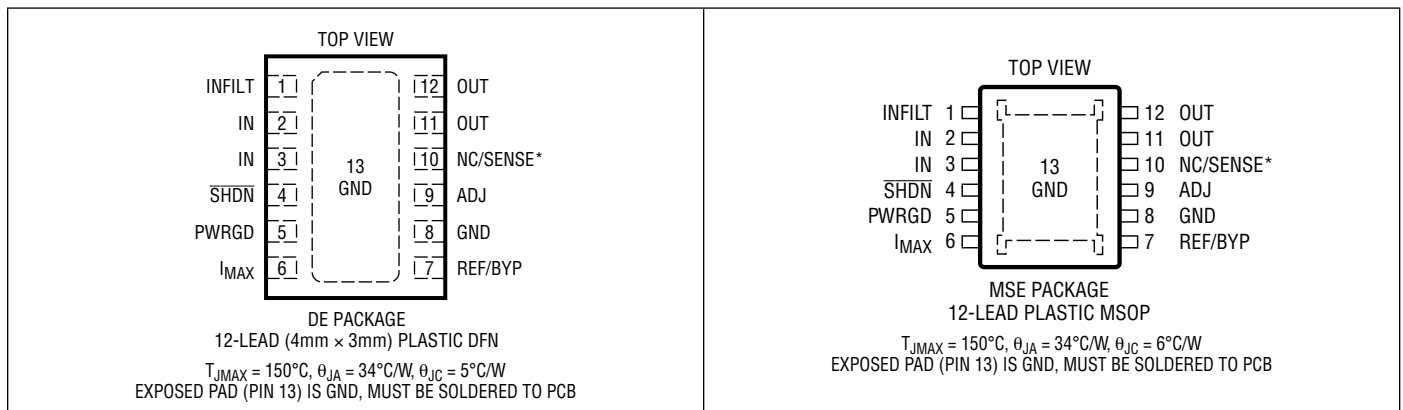 TOP VIEW
INFILT 1 12 OUT
IN 2 11 OUT
IN 3 10 NC/SENSE*
SHDN 4 9 ADJ
PWRGD 5 8 GND
IMAX 6 7 REF/BYP
13
GND
DE PACKAGE
12-LEAD (4mm × 3mm) PLASTIC DFN
TJMAX = 150°C, θJA = 34°C/W, θJC = 5°C/W
EXPOSED PAD (PIN 13) IS GND, MUST BE SOLDERED TO PCB
TOP VIEW
INFILT 1 12 OUT
IN 2 11 OUT
IN 3 10 NC/SENSE*
SHDN 4 9 ADJ
PWRGD 5 8 GND
IMAX 6 7 REF/BYP
13
GND
MSE PACKAGE
12-LEAD PLASTIC MSOP
TJMAX = 150°C, θJA = 34°C/W, θJC = 6°C/W
EXPOSED PAD (PIN 13) IS GND, MUST BE SOLDERED TO PCB